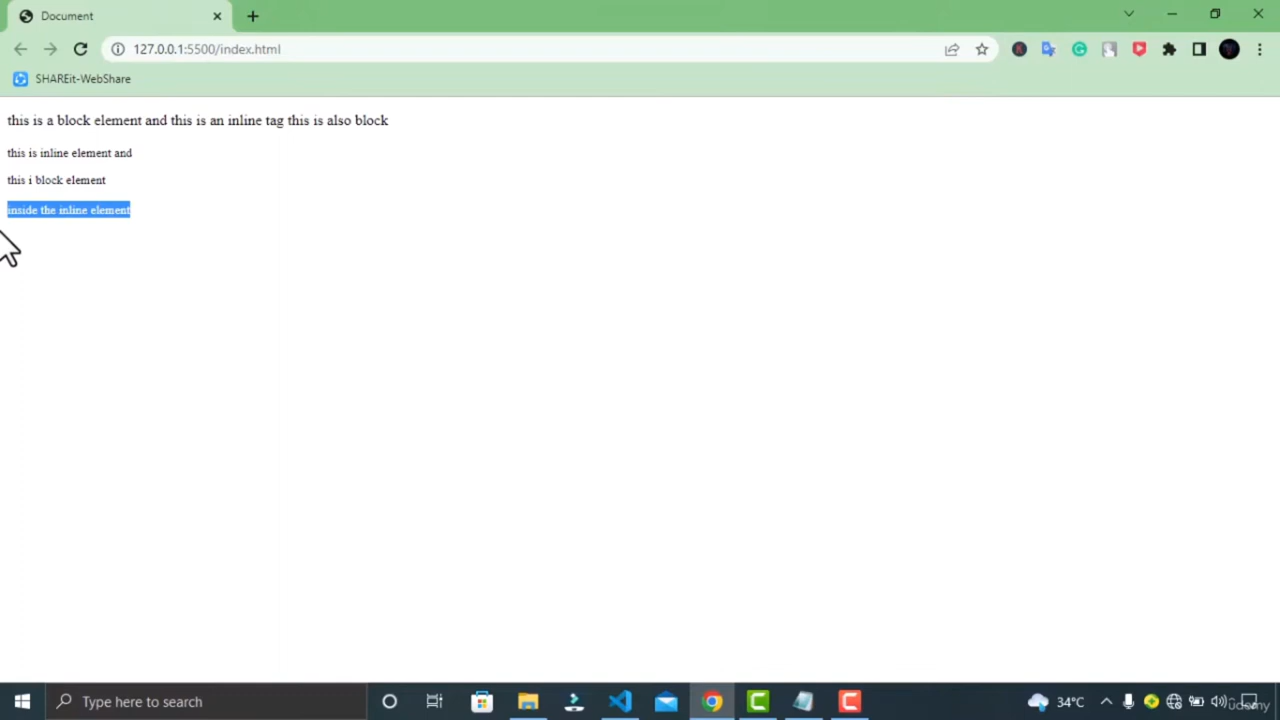 Document
127.0.0.1:5500/index.html
SHAREit-WebShare
this is a block element and this is an inline tag this is also block
this is inline element and
this i block element
inside the inline element
Type here to search
34°C
ûdemy